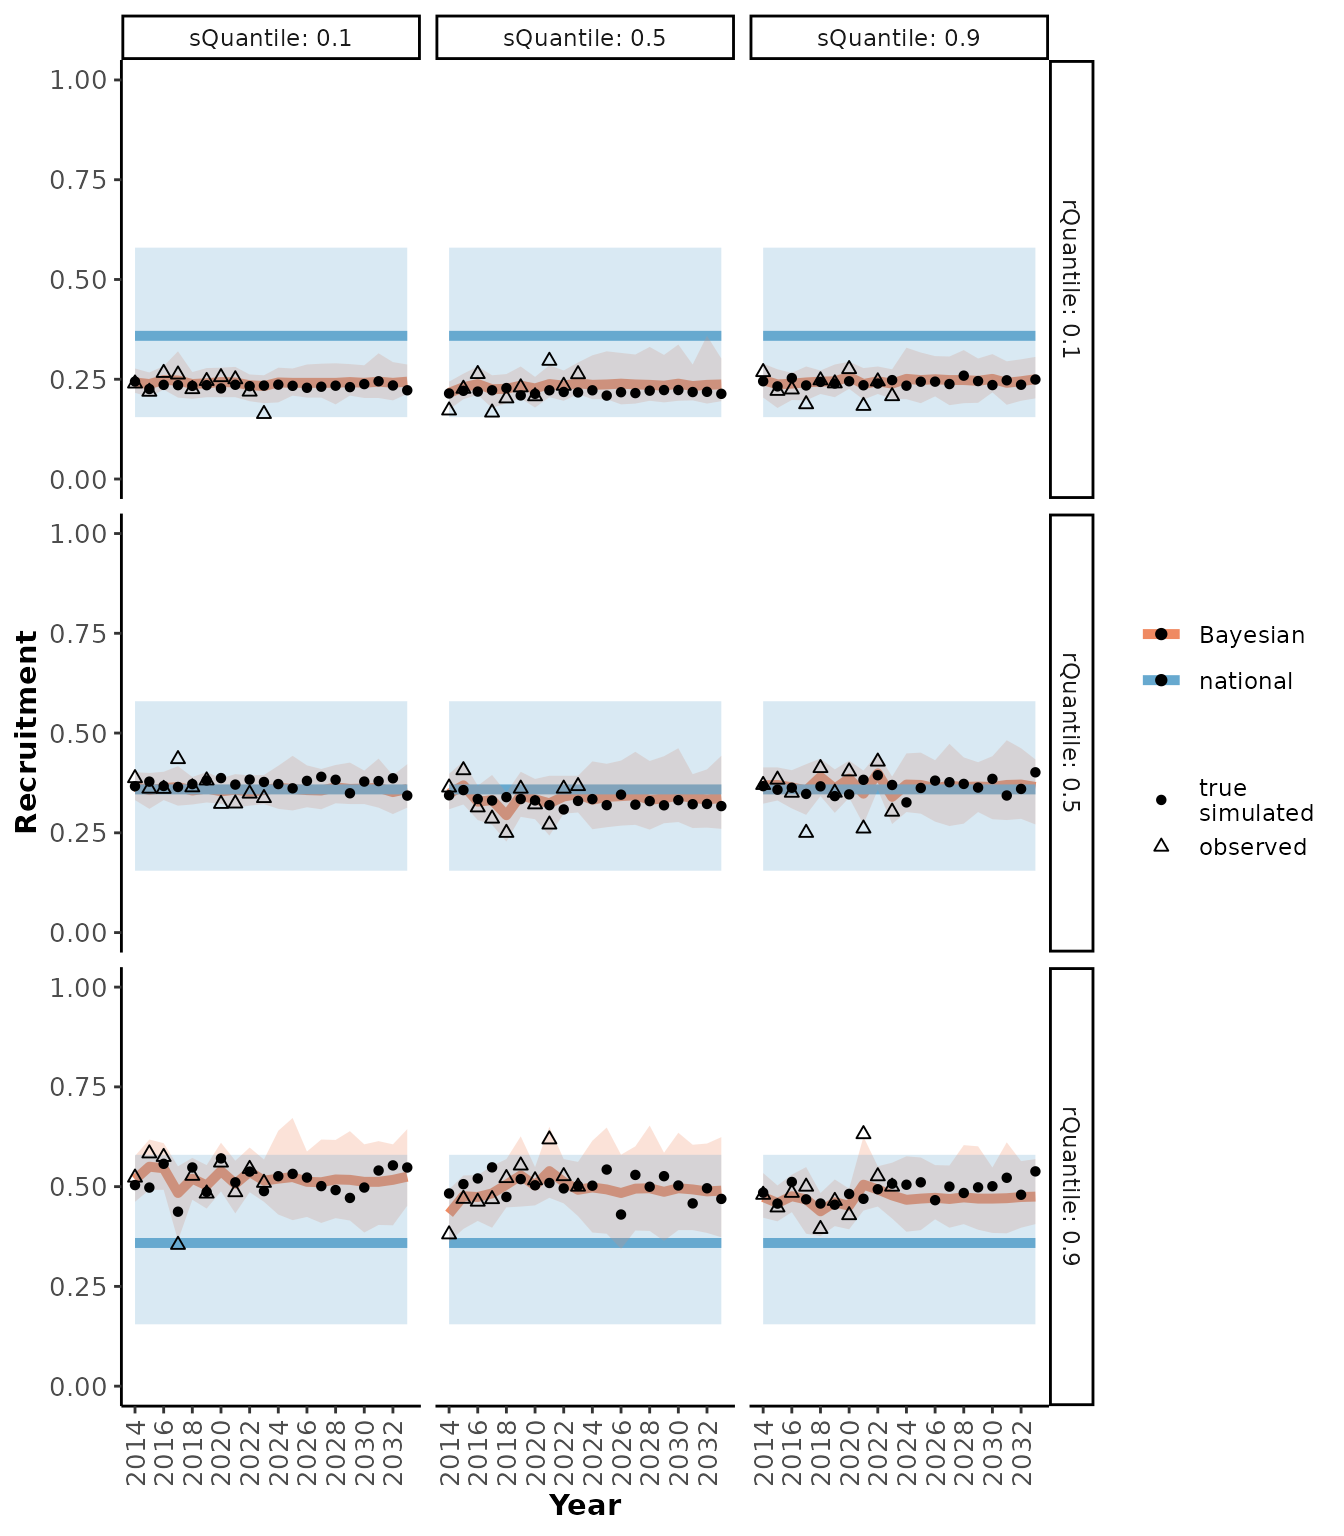 sQuantile: 0.1
sQuantile: 0.5
sQuantile: 0.9
1.00
0.75
0.50
0.25
0.00
rQuantile: 0.1
1.00
0.75
0.50
0.25
0.00
rQuantile: 0.5
1.00
0.75
0.50
0.25
0.00
rQuantile: 0.9
Recruitment
2014 2016 2018 2020 2022 2024 2026 2028 2030 2032
2014 2016 2018 2020 2022 2024 2026 2028 2030 2032
2014 2016 2018 2020 2022 2024 2026 2028 2030 2032
Year
Bayesian
national
true
simulated
observed